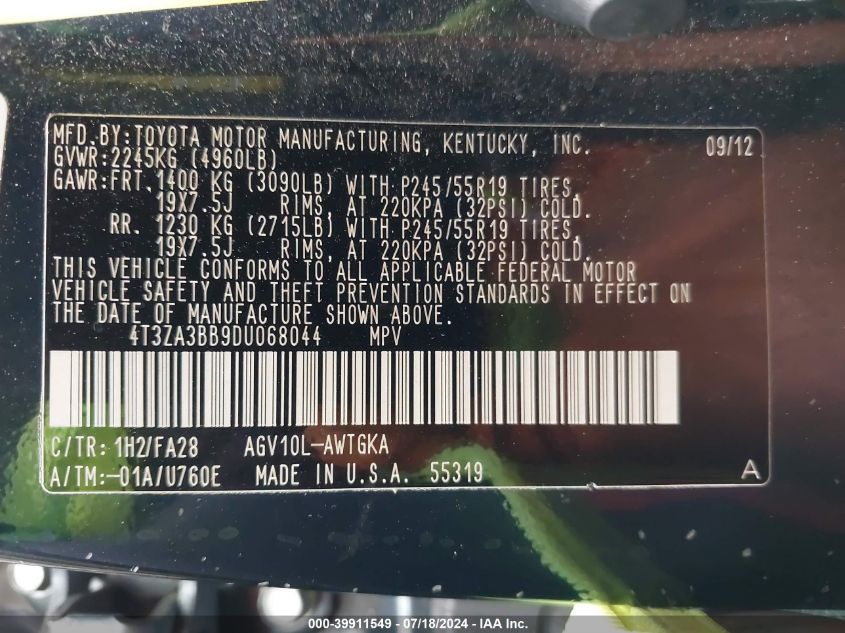 MFD.BY:TOYOTA MOTOR MANUFACTURING, KENTUCKY, INC. 09/12
GVWR:2245KG (4960LB)
GAWR:FRT.1400 KG (3090LB) WITH P245/55R19 TIRES,
19X7.5J RIMS, AT 220KPA (32PSI) COLD.
RR. 1230 KG (2715LB) WITH P245/55R19 TIRES,
19X7.5J RIMS, AT 220KPA (32PSI) COLD.
THIS VEHICLE CONFORMS TO ALL APPLICABLE FEDERAL MOTOR
VEHICLE SAFETY AND THEFT PREVENTION STANDARDS IN EFFECT ON
THE DATE OF MANUFACTURE SHOWN ABOVE.
4T3ZA3BB9DU068044 MPV
C/TR: 1H2/FA28 AGV10L-AWTGKA
A/TM:-01A/U760E MADE IN U.S.A. 55319 A
000-39911549 / 07/18/2024 - IAA Inc.